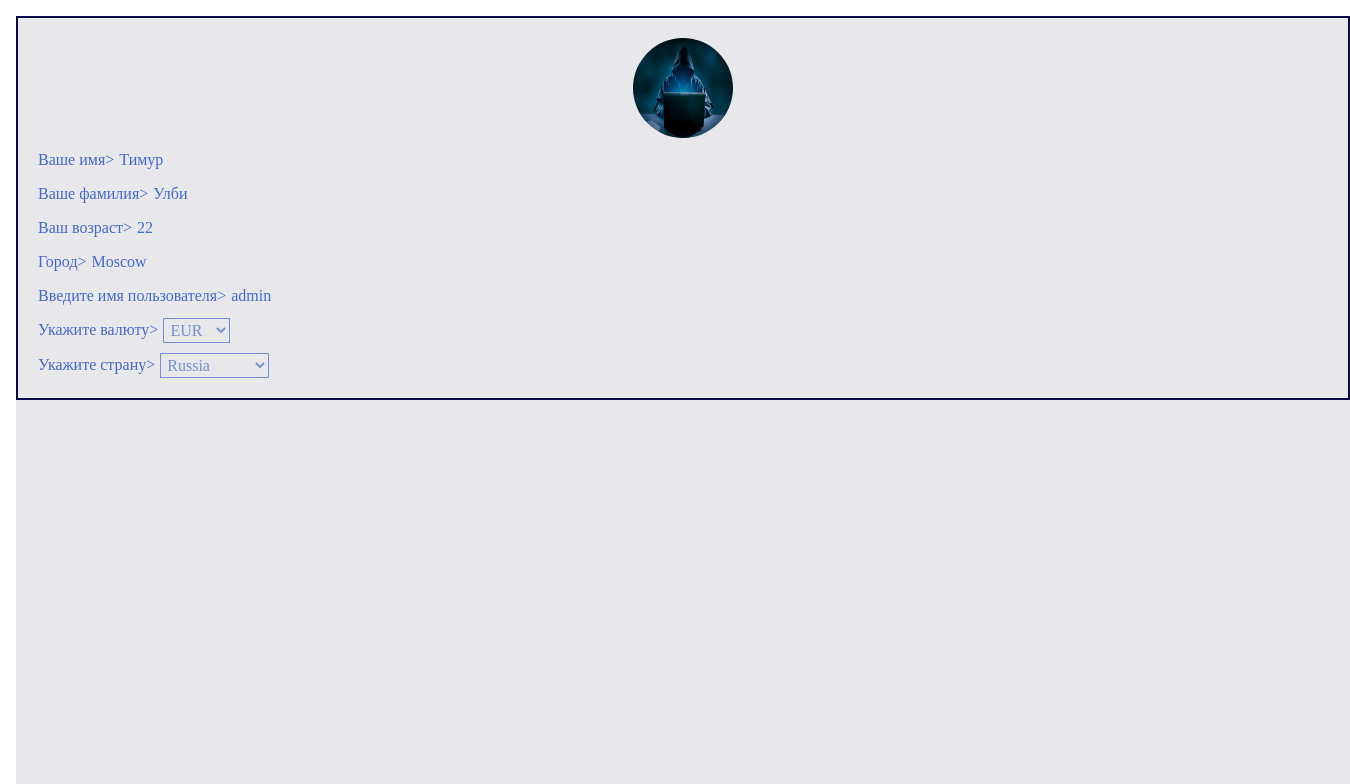 Ваше имя> Тимур
Ваше фамилия> Улби
Ваш возраст> 22
Город> Moscow
Введите имя пользователя> admin
Укажите валюту> EUR
Укажите страну> Russia